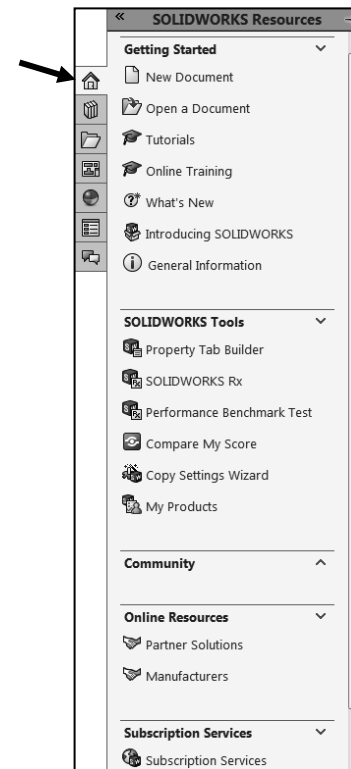 SOLIDWORKS Resources
Getting Started
New Document
Open a Document
Tutorials
Online Training
What's New
Introducing SOLIDWORKS
General Information
SOLIDWORKS Tools
Property Tab Builder
SOLIDWORKS Rx
Performance Benchmark Test
Compare My Score
Copy Settings Wizard
My Products
Community
Online Resources
Partner Solutions
Manufacturers
Subscription Services
Subscription Services